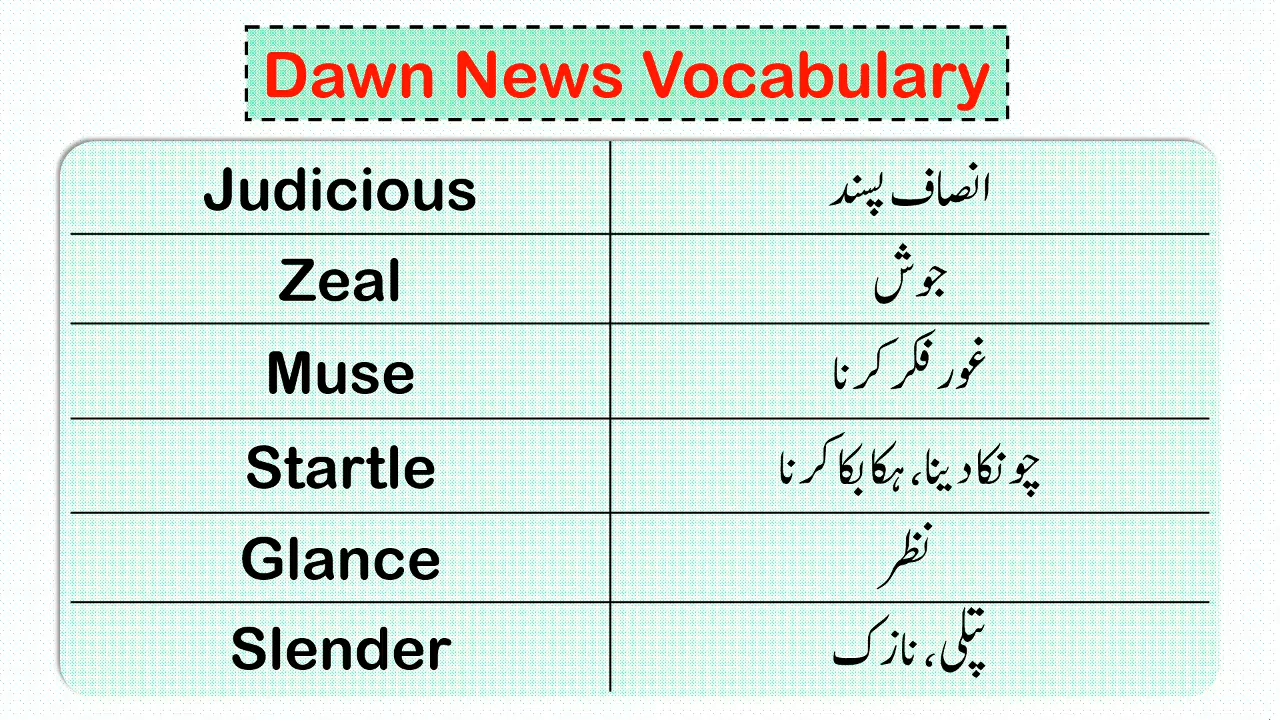 Dawn News Vocabulary
Judicious انصاف پسند
Zeal جوش
Muse غور فکر کرنا
Startle چونکا دینا، ہکا بکا کرنا
Glance نظر
Slender پتلی، نازک